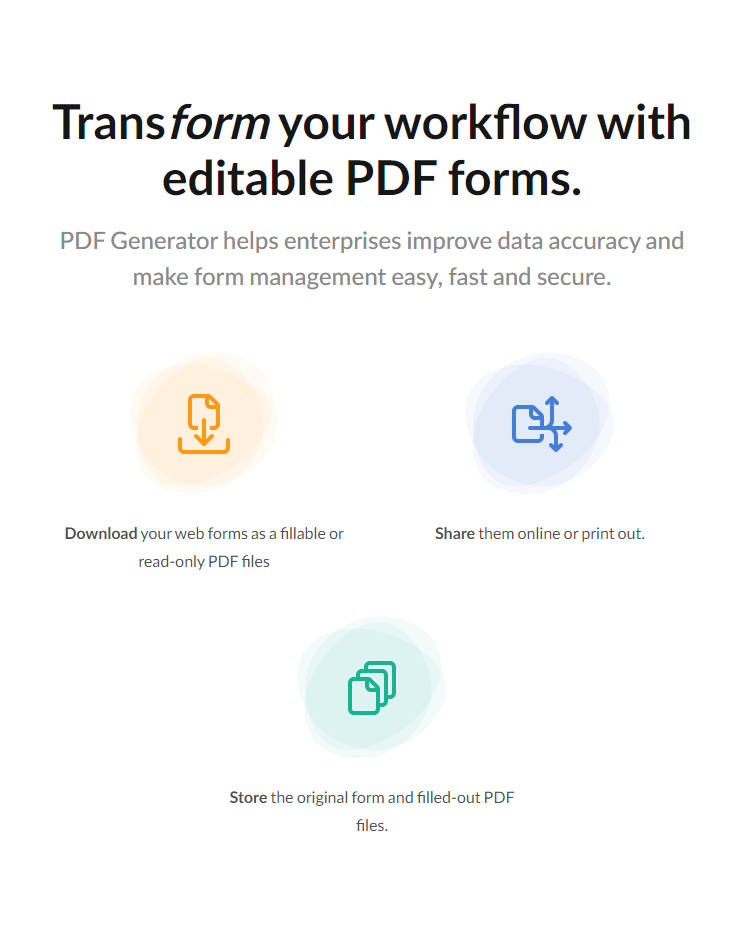 Transform your workflow with
editable PDF forms.
PDF Generator helps enterprises improve data accuracy and
make form management easy, fast and secure.
Download your web forms as a fillable or
read-only PDF files
Share them online or print out.
Store the original form and filled-out PDF
files.